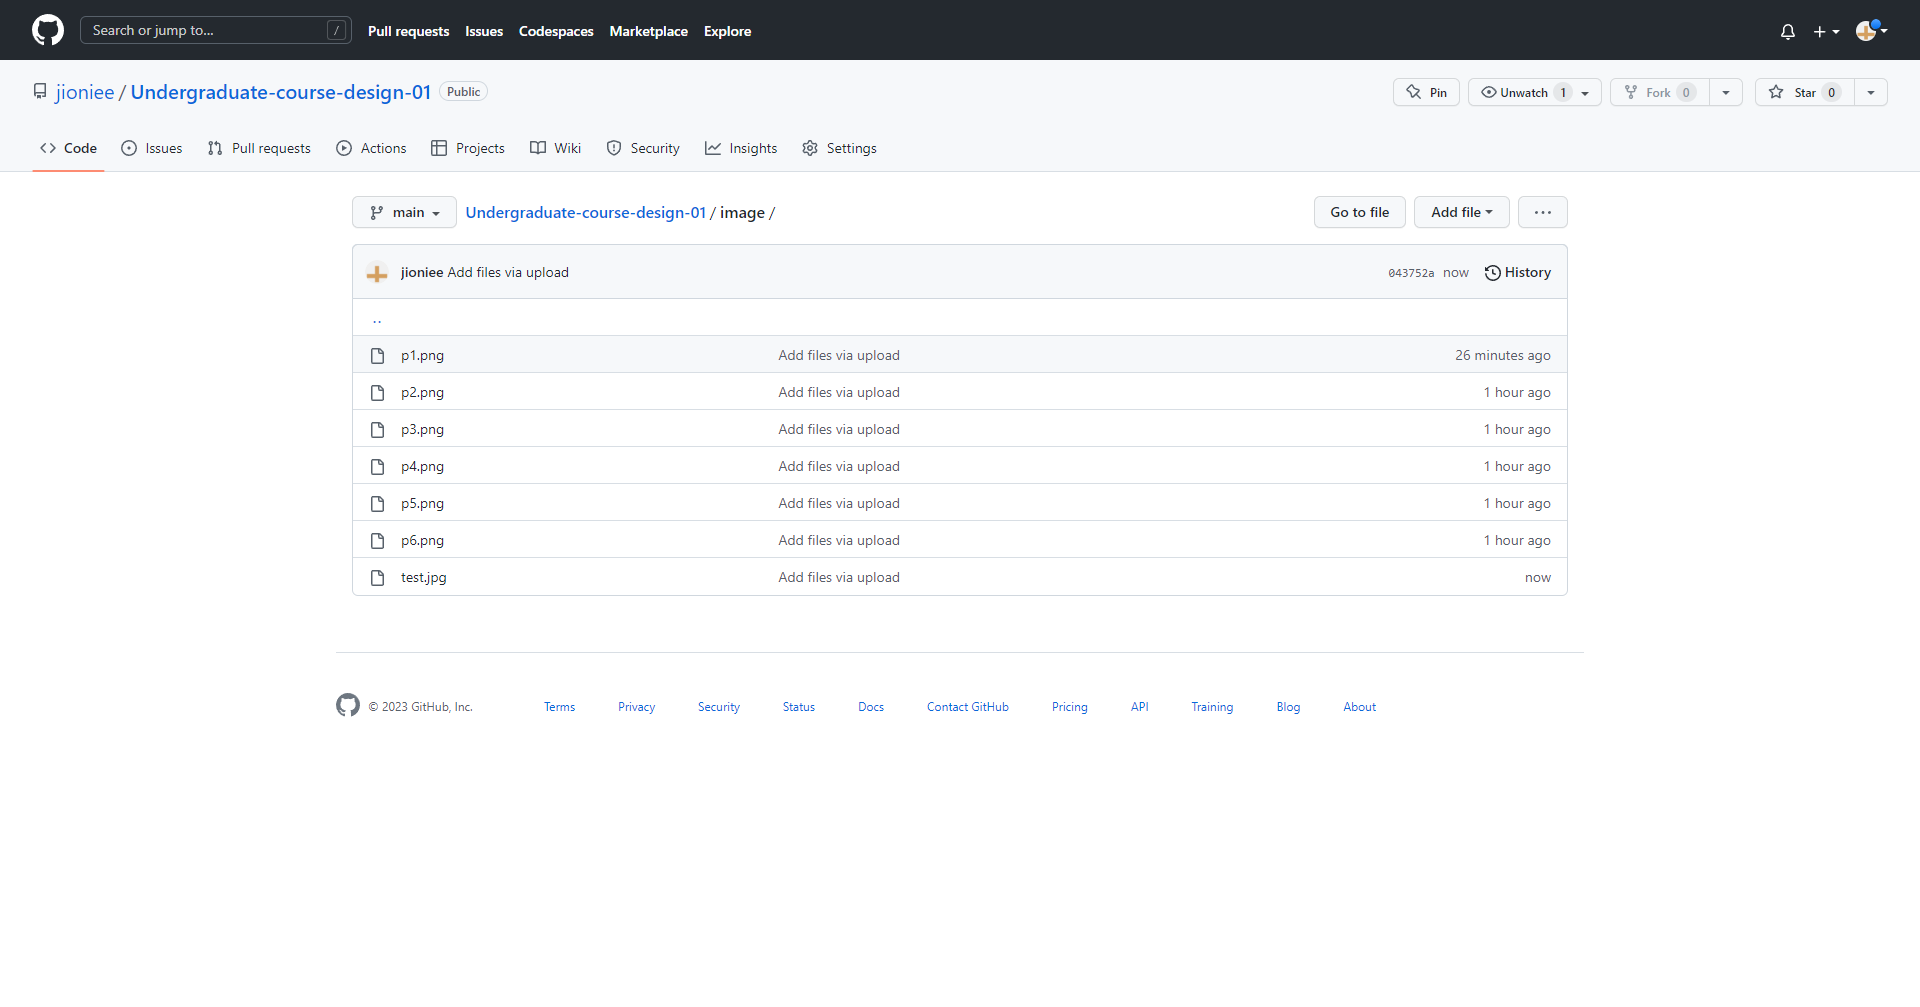 Search or jump to... /
Pull requests Issues Codespaces Marketplace Explore
jioniee / Undergraduate-course-design-01 Public
Pin Unwatch 1 Fork 0 Star 0
Code Issues Pull requests Actions Projects Wiki Security Insights Settings
main Undergraduate-course-design-01 / image /
Go to file Add file ...
jioniee Add files via upload 043752a now History
..
p1.png Add files via upload 26 minutes ago
p2.png Add files via upload 1 hour ago
p3.png Add files via upload 1 hour ago
p4.png Add files via upload 1 hour ago
p5.png Add files via upload 1 hour ago
p6.png Add files via upload 1 hour ago
test.jpg Add files via upload now
© 2023 GitHub, Inc. Terms Privacy Security Status Docs Contact GitHub Pricing API Training Blog About